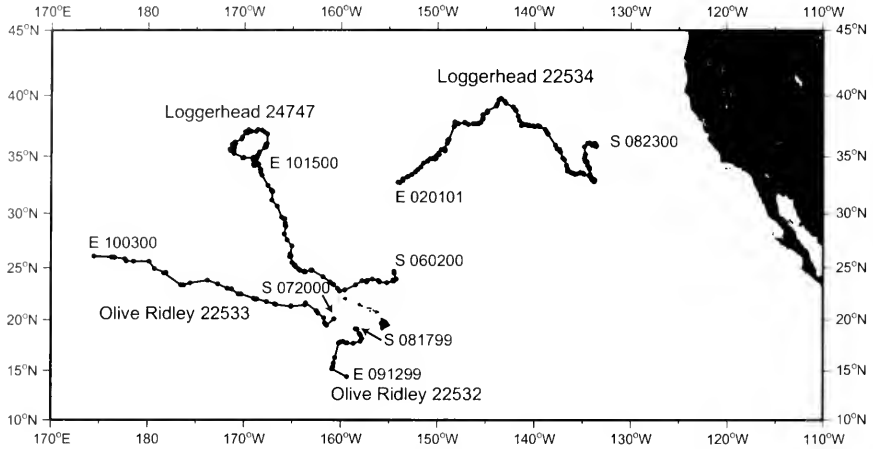 170°E 180 170°W 160°W 150°W 140°W 130°W 120°W 110°W
45°N 45°N
Loggerhead 22534
40°N 40°N
Loggerhead 24747
S 082300
35°N E 101500 35°N
E 020101
30°N 30°N
E 100300
S 060200
25°N 25°N
S 072000
Olive Ridley 22533
20°N 20°N
S 081799
15°N E 091299 15°N
Olive Ridley 22532
10°N 10°N
170°E 180 170°W 160°W 150°W 140°W 130°W 120°W 110°W